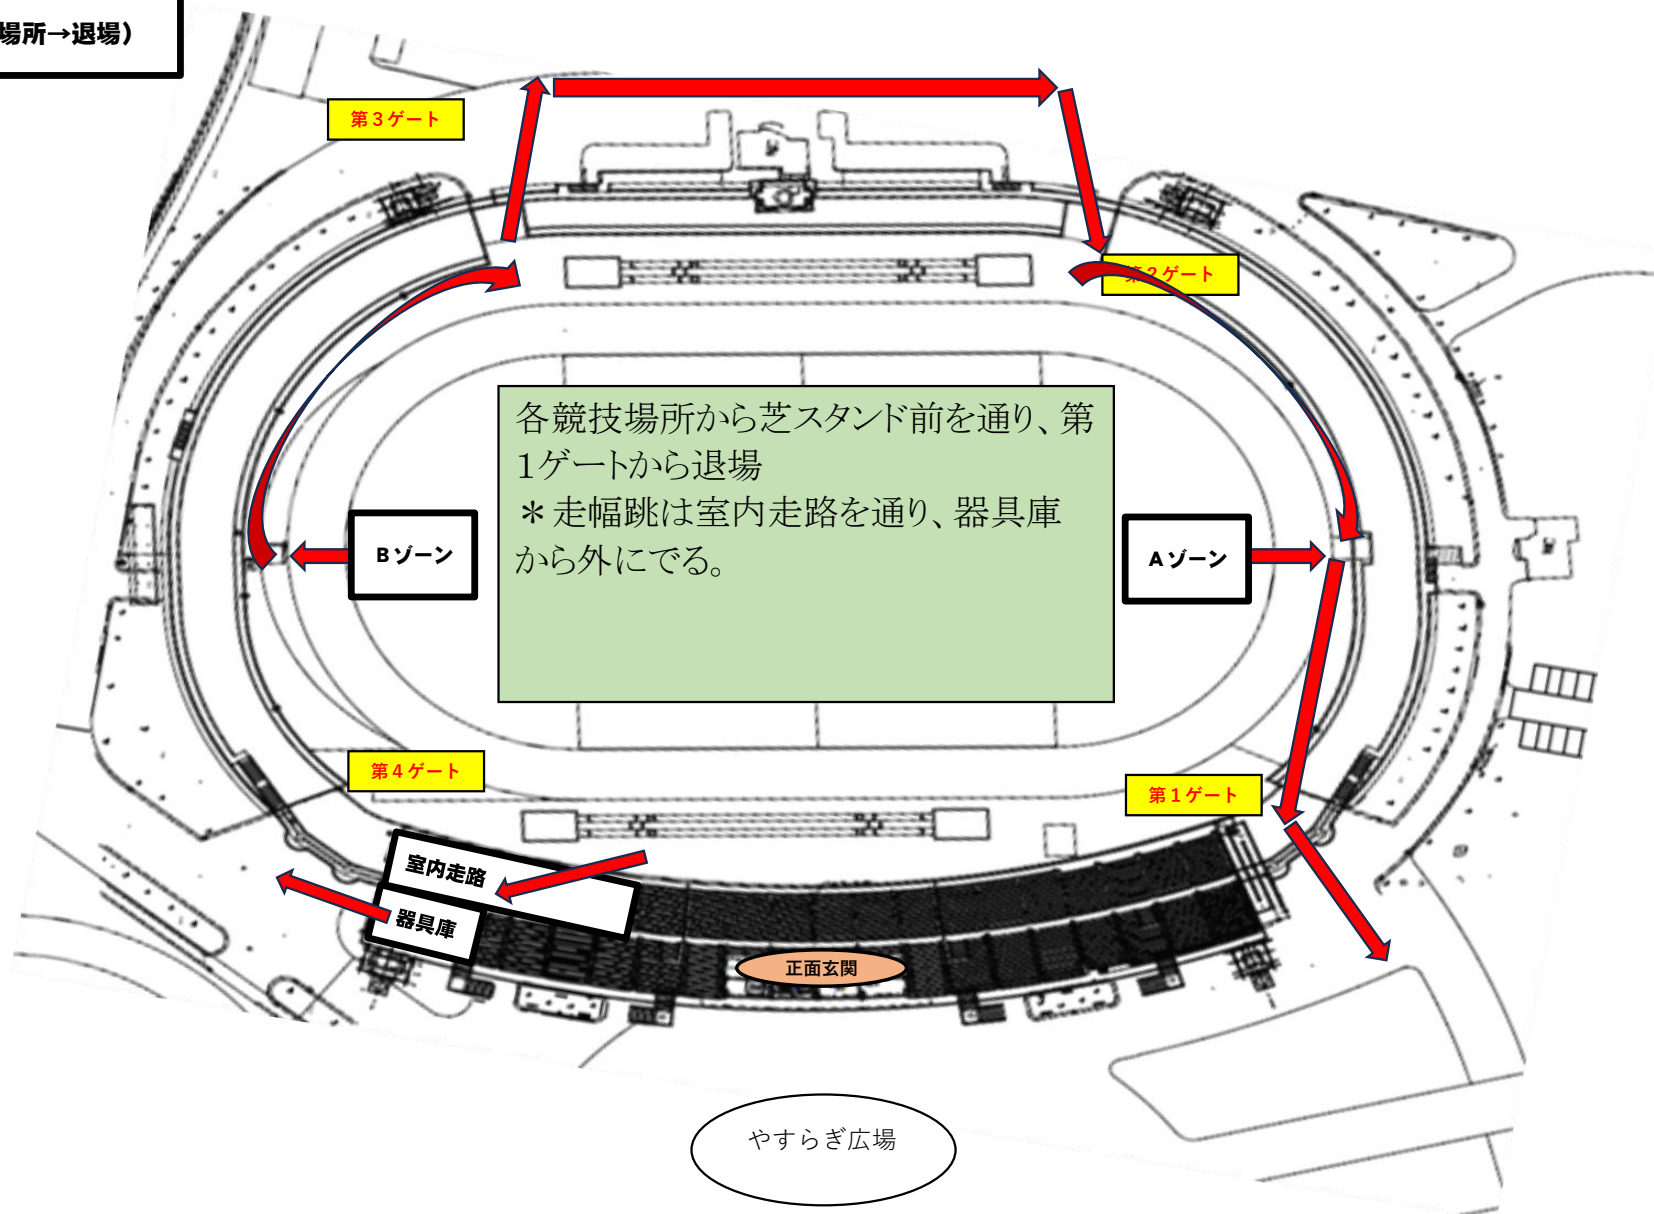 場所→退場）
第３ゲート
第２ゲート
各競技場所から芝スタンド前を通り、第
１ゲートから退場
＊走幅跳は室内走路を通り、器具庫
から外にでる。
Bゾーン
Aゾーン
第４ゲート
第１ゲート
室内走路
器具庫
正面玄関
やすらぎ広場